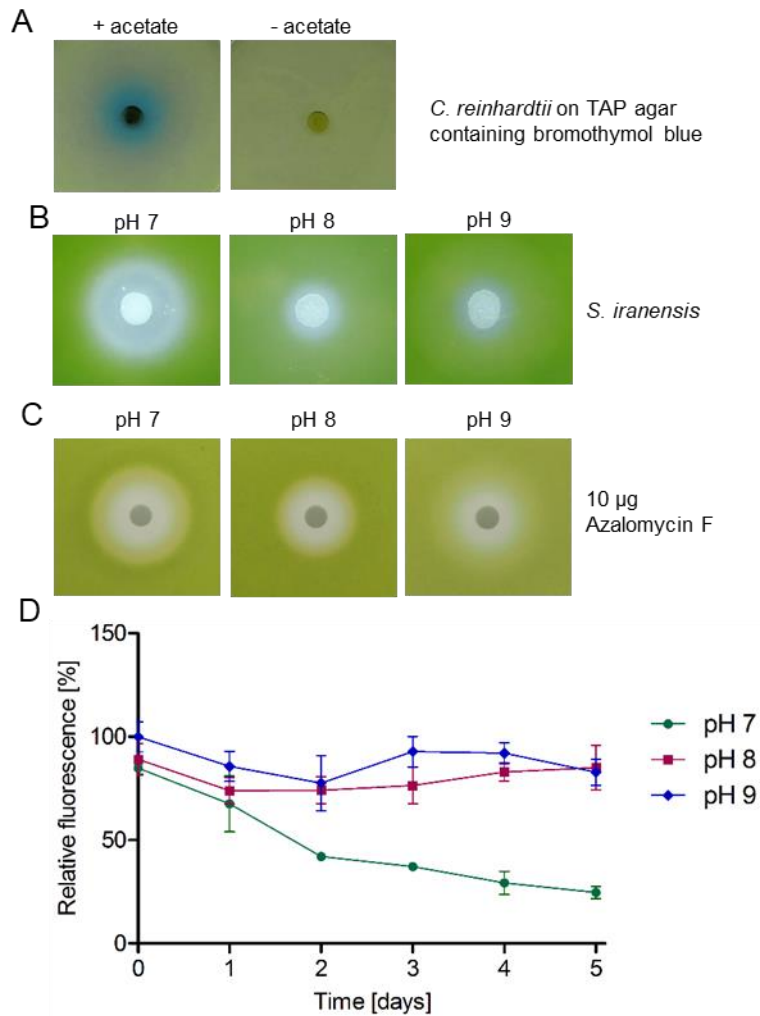 A
+ acetate - acetate
C. reinhardtii on TAP agar
containing bromothymol blue
B
pH 7 pH 8 pH 9
S. iranensis
C
pH 7 pH 8 pH 9
10 µg
Azalomycin F
D
Relative fluorescence [%]
150
100
50
0
0 1 2 3 4 5
Time [days]
pH 7
pH 8
pH 9